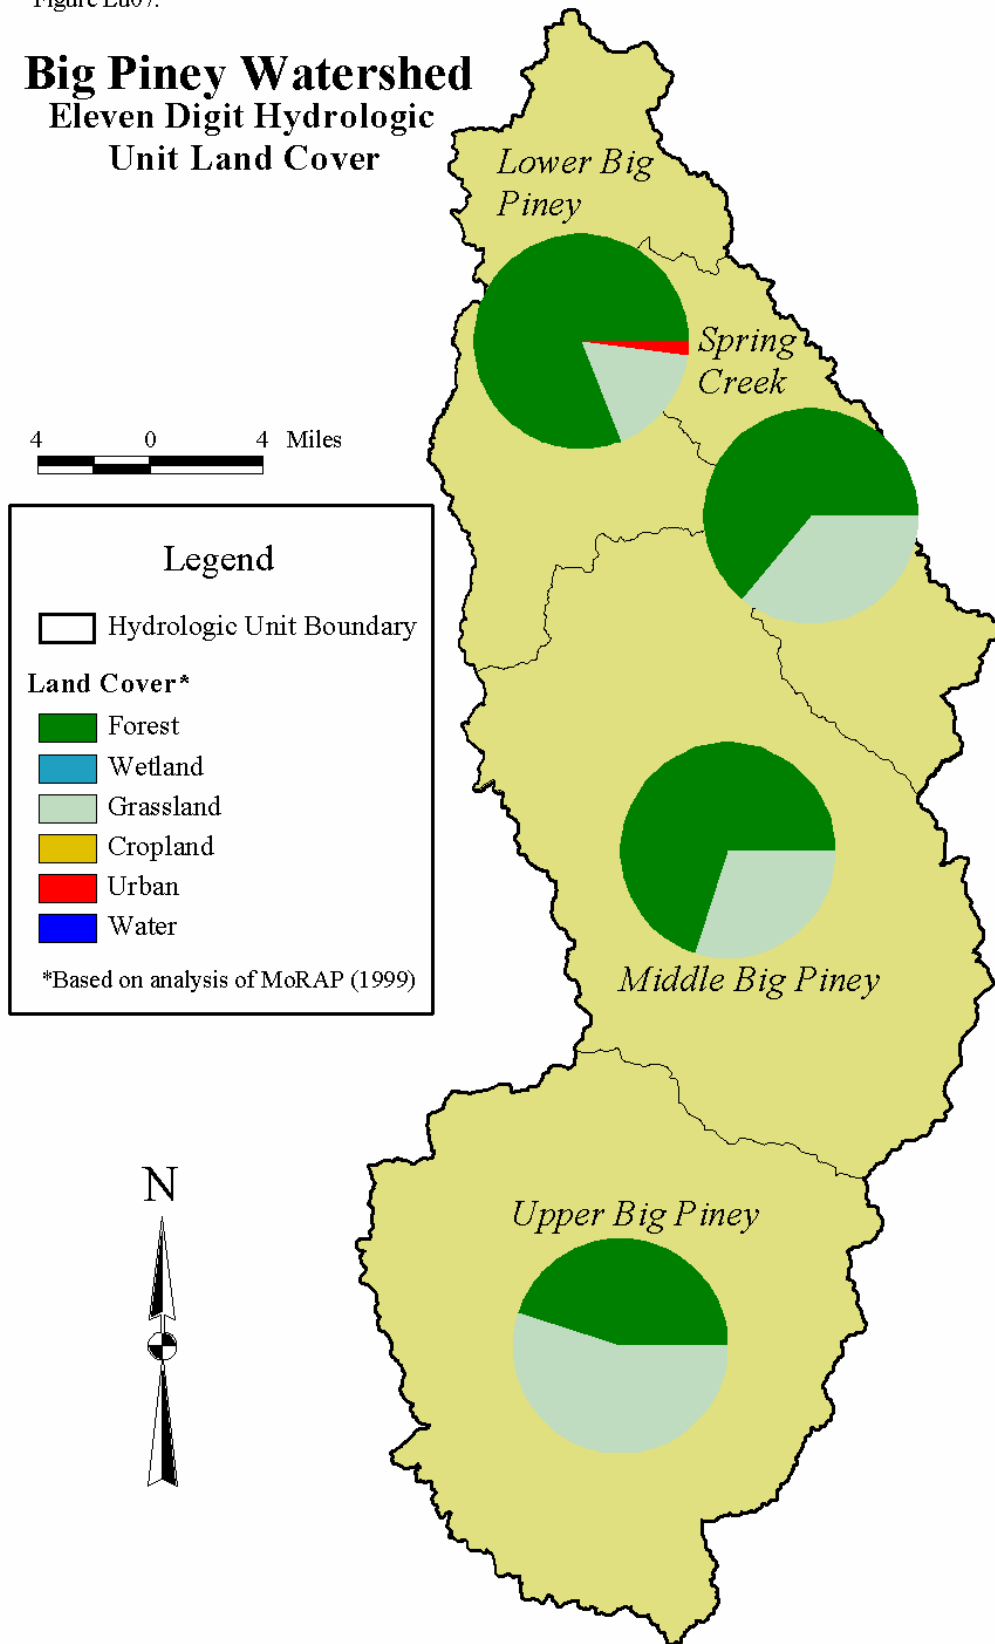 Figure Lu07.
Big Piney Watershed
Eleven Digit Hydrologic
Unit Land Cover
Lower Big
Piney
Spring
Creek
4 0 4 Miles
Legend
Hydrologic Unit Boundary
Land Cover*
Forest
Wetland
Grassland
Cropland
Urban
Water
*Based on analysis of MoRAP (1999)
Middle Big Piney
N
Upper Big Piney